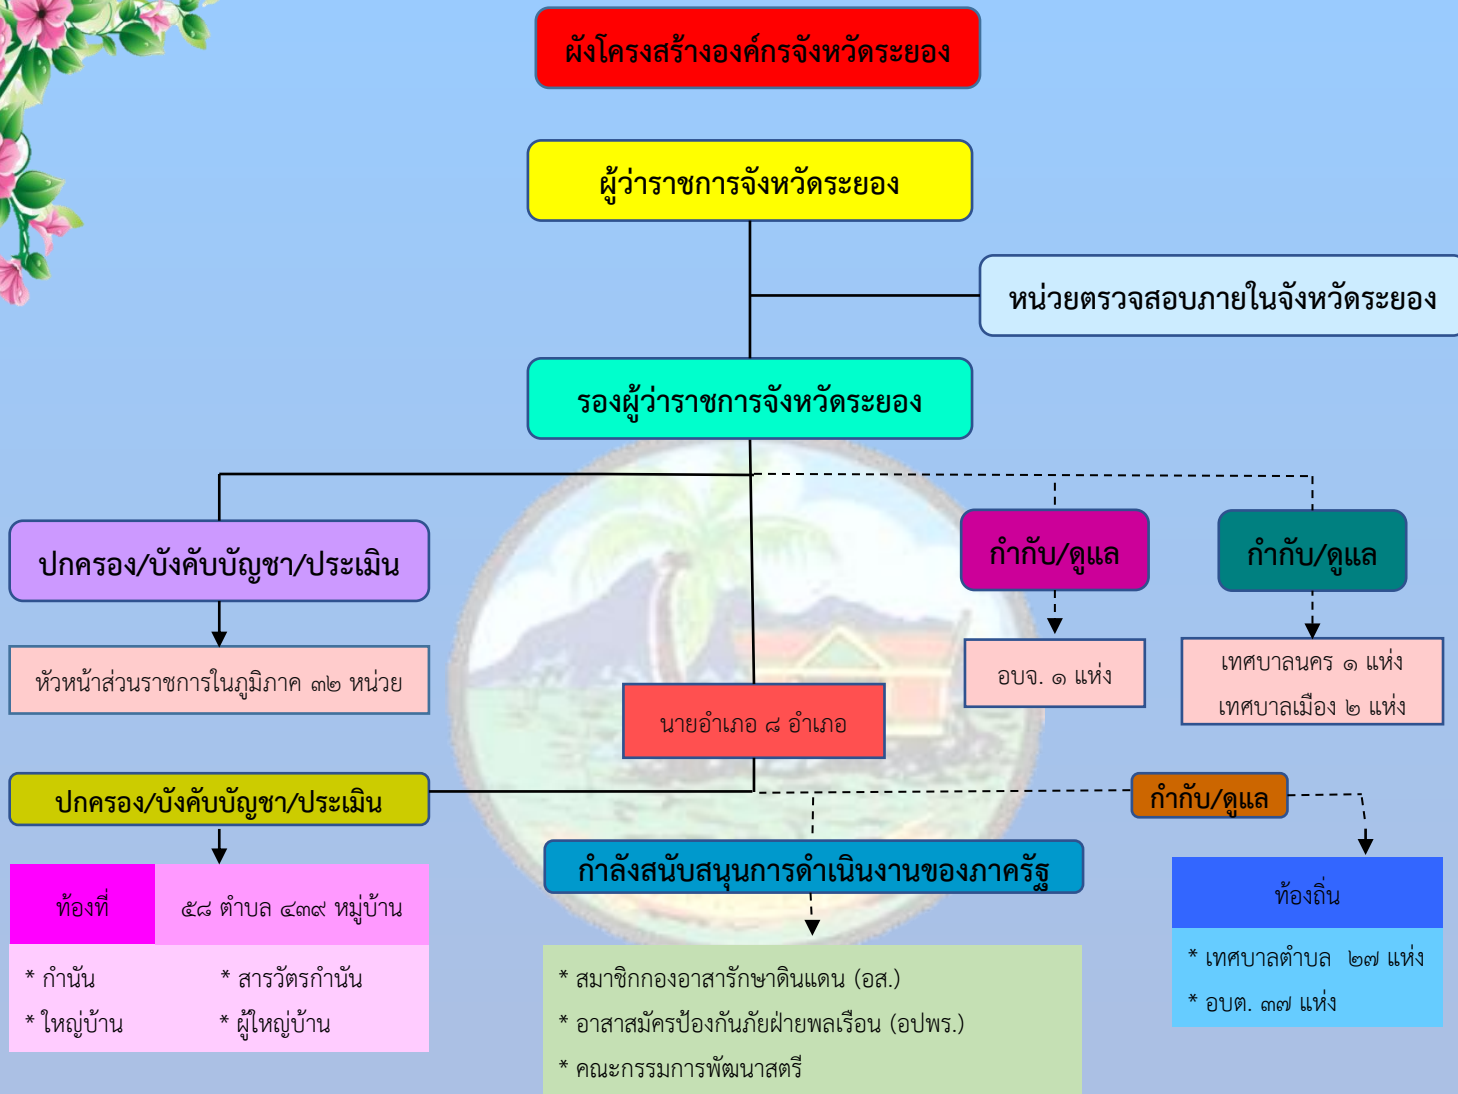 ผังโครงสร้างองค์กรจังหวัดระยอง
ผู้ว่าราชการจังหวัดระยอง
หน่วยตรวจสอบภายในจังหวัดระยอง
รองผู้ว่าราชการจังหวัดระยอง
ปกครอง/บังคับบัญชา/ประเมิน
กำกับ/ดูแล
กำกับ/ดูแล
หัวหน้าส่วนราชการในภูมิภาค ๓๒ หน่วย
อบจ. ๑ แห่ง
เทศบาลนคร ๑ แห่ง
เทศบาลเมือง ๒ แห่ง
นายอำเภอ ๘ อำเภอ
ปกครอง/บังคับบัญชา/ประเมิน
กำกับ/ดูแล
กำลังสนับสนุนการดำเนินงานของภาครัฐ
ท้องที่
๕๘ ตำบล ๔๓๙ หมู่บ้าน
* กำนัน * สารวัตรกำนัน
* ใหญ่บ้าน * ผู้ใหญ่บ้าน
* สมาชิกกองอาสารักษาดินแดน (อส.)
* อาสาสมัครป้องกันภัยฝ่ายพลเรือน (อปพร.)
* คณะกรรมการพัฒนาสตรี
ท้องถิ่น
* เทศบาลตำบล ๒๗ แห่ง
* อบต. ๓๗ แห่ง